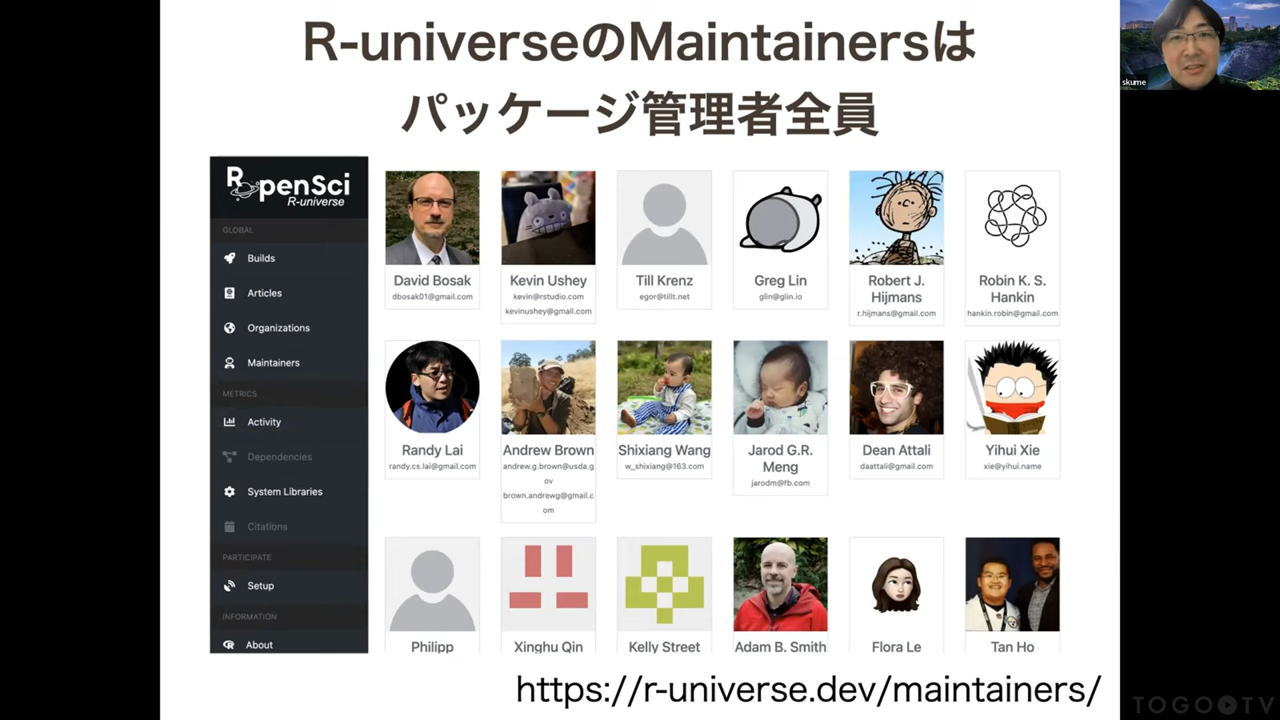 R-universeのMaintainersは
パッケージ管理者全員
skume
R OpenSci
R-universe
GLOBAL
Builds
Articles
Organizations
Maintainers
METRICS
Activity
Dependencies
System Libraries
Citations
PARTICIPATE
Setup
INFORMATION
About
David Bosak
dbosak01@gmail.com
Kevin Ushey
kevin@rstudio.com
kevinushey@gmail.com
Till Krenz
egor@tillt.net
Greg Lin
glin@glin.io
Robert J.
Hijmans
r.hijmans@gmail.com
Robin K. S.
Hankin
hankin.robin@gmail.com
Randy Lai
randy.cs.lai@gmail.com
Andrew Brown
andrew.g.brown@usda.g
ov
brown.andrewg@gmail.c
om
Shixiang Wang
w_shixiang@163.com
Jarod G.R.
Meng
jarodm@fb.com
Dean Attali
daattali@gmail.com
Yihui Xie
xie@yihui.name
Philipp
Xinghu Qin
Kelly Street
Adam B. Smith
Flora Le
Tan Ho
https://r-universe.dev/maintainers/
TOGO TV